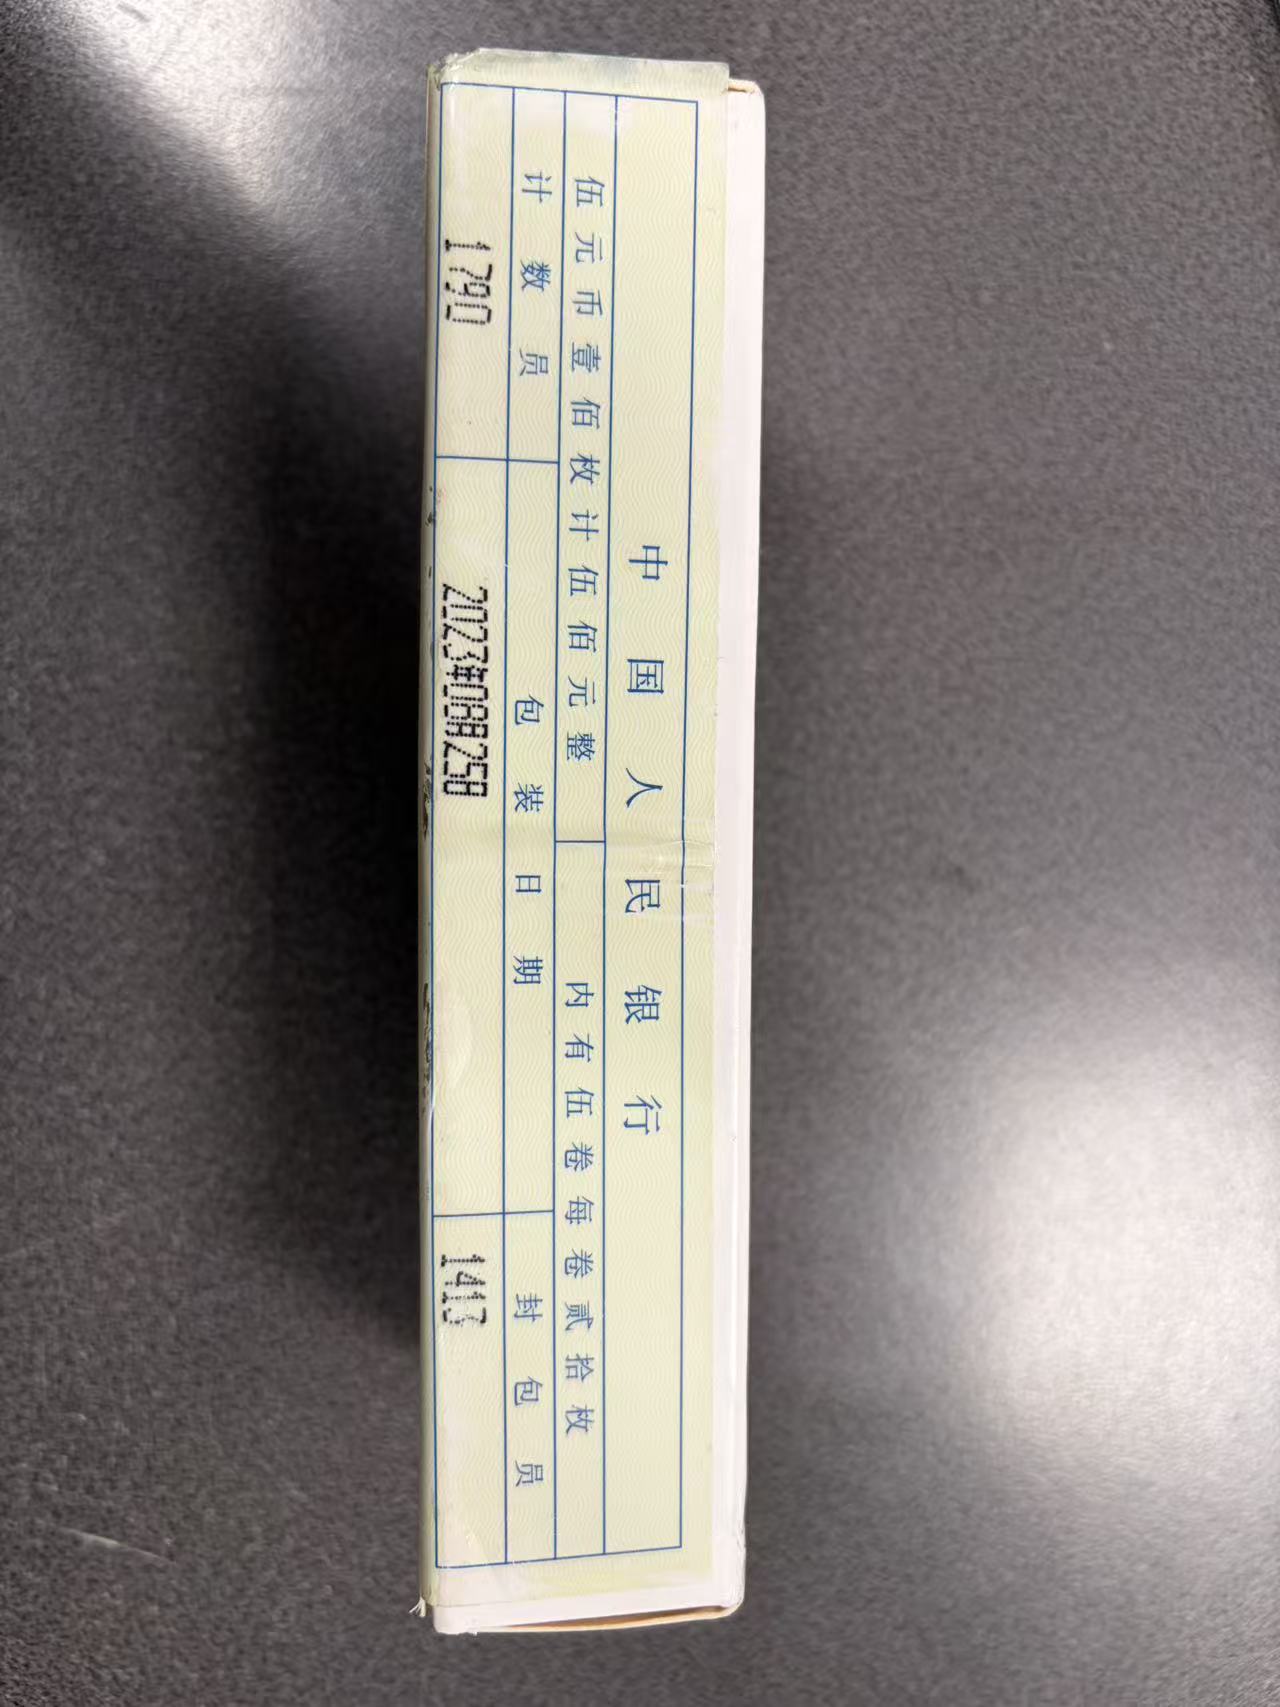 中国人民银行
伍元币壹佰枚计伍佰元整 内有伍卷每卷贰拾枚
计数员 包装日期 封包员
1790 2023年08月25日 1413